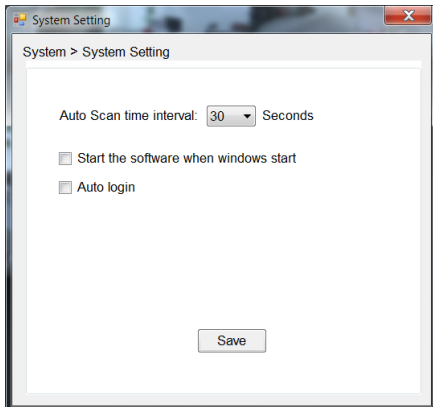 System Setting
System > System Setting
Auto Scan time interval: 30 Seconds
Start the software when windows start
Auto login
Save